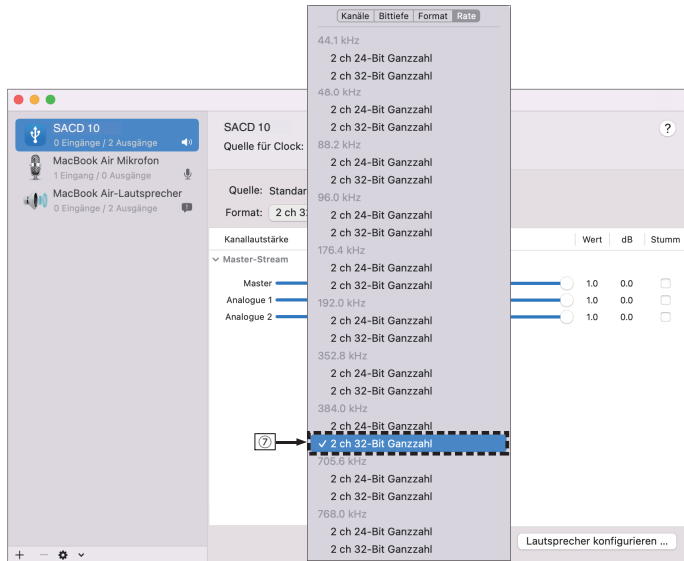 Kanäle Bittiefe Format Rate
44.1 kHz
2 ch 24-Bit Ganzzahl
2 ch 32-Bit Ganzzahl
48.0 kHz
2 ch 24-Bit Ganzzahl
2 ch 32-Bit Ganzzahl
88.2 kHz
2 ch 24-Bit Ganzzahl
2 ch 32-Bit Ganzzahl
96.0 kHz
2 ch 24-Bit Ganzzahl
2 ch 32-Bit Ganzzahl
176.4 kHz
2 ch 24-Bit Ganzzahl
2 ch 32-Bit Ganzzahl
192.0 kHz
2 ch 24-Bit Ganzzahl
2 ch 32-Bit Ganzzahl
352.8 kHz
2 ch 24-Bit Ganzzahl
2 ch 32-Bit Ganzzahl
384.0 kHz
2 ch 24-Bit Ganzzahl
⑦
✓ 2 ch 32-Bit Ganzzahl
705.6 kHz
2 ch 24-Bit Ganzzahl
2 ch 32-Bit Ganzzahl
768.0 kHz
2 ch 24-Bit Ganzzahl
2 ch 32-Bit Ganzzahl
SACD 10
0 Eingänge / 2 Ausgänge
MacBook Air Mikrofon
1 Eingang / 0 Ausgänge
MacBook Air-Lautsprecher
0 Eingänge / 2 Ausgänge
SACD 10
?
Quelle für Clock:
Quelle: Standar
Format: 2 ch 3
Kanallautstärke Wert dB Stumm
Master-Stream
Master 1.0 0.0
Analogue 1 1.0 0.0
Analogue 2 1.0 0.0
Lautsprecher konfigurieren ...